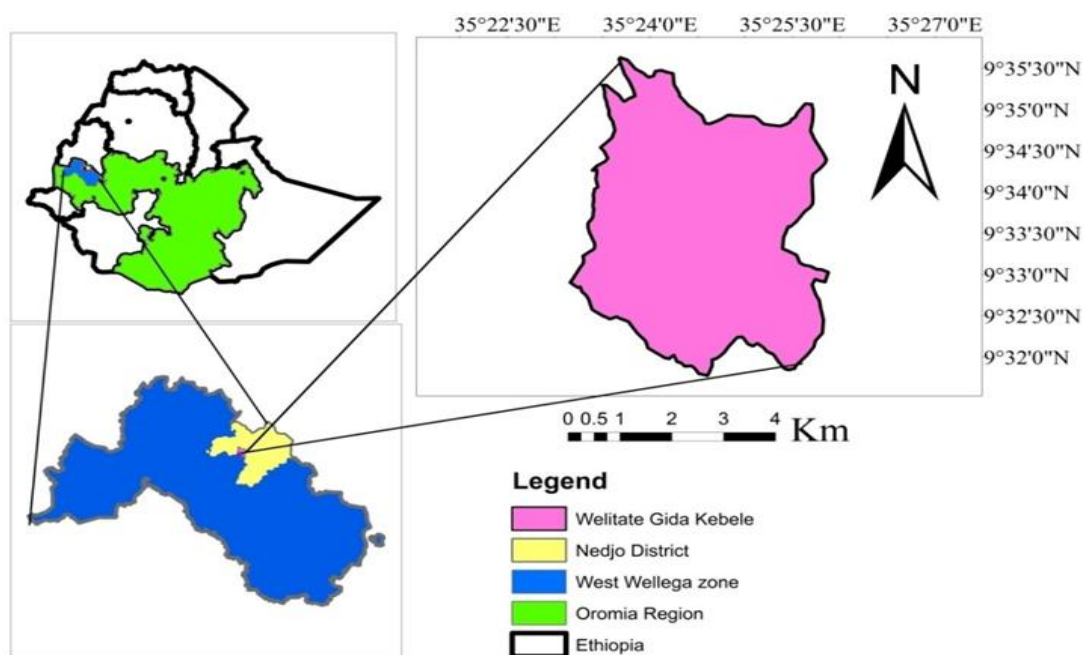 35°22'30"E 35°24'0"E 35°25'30"E 35°27'0"E
9°35'30"N
9°35'0"N
9°34'30"N
9°34'0"N
9°33'30"N
9°33'0"N
9°32'30"N
9°32'0"N
N
0 0.5 1 2 3 4 Km
Legend
Welitate Gida Kebele
Nedjo District
West Wellega zone
Oromia Region
Ethiopia